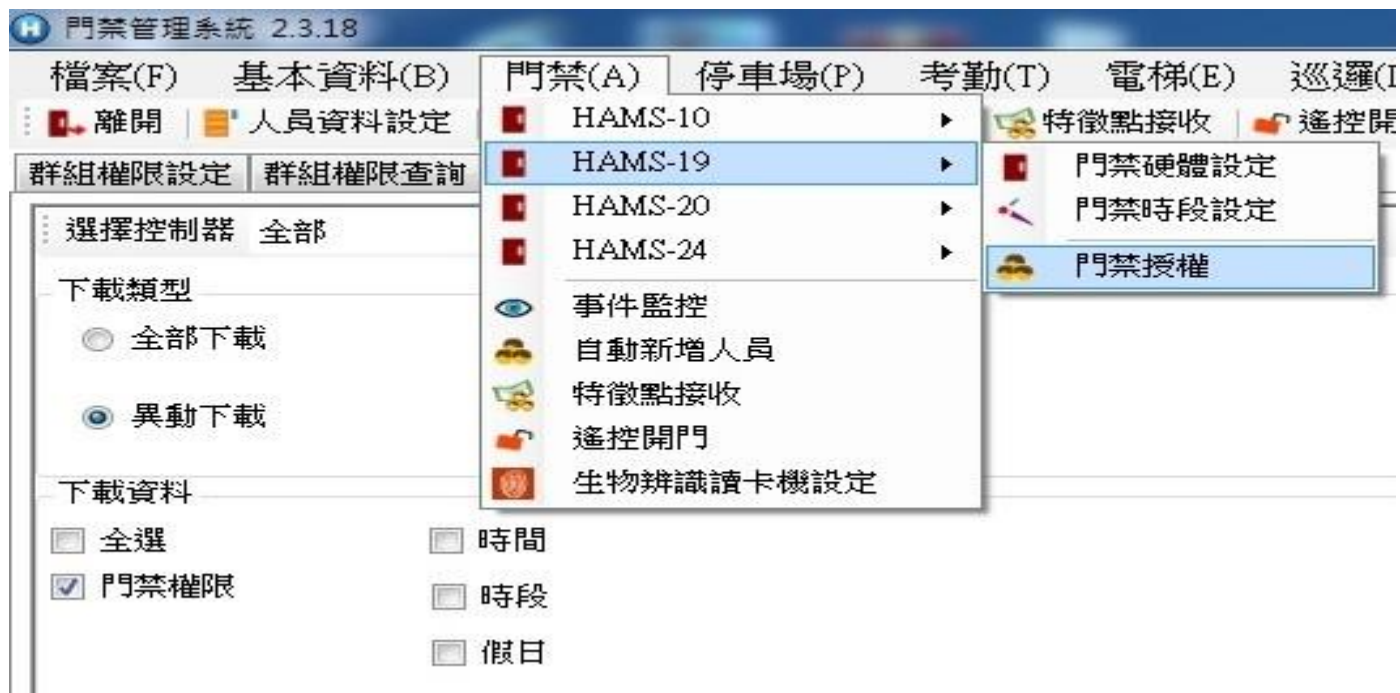 門禁管理系統 2.3.18
檔案(F) 基本資料(B) 門禁(A) 停車場(P) 考勤(T) 電梯(E) 巡邏(
離開 人員資料設定 特徵點接收 遙控開
群組權限設定 群組權限查詢
選擇控制器 全部
下載類型
全部下載
異動下載
下載資料
全選 時間
門禁權限 時段
假日
HAMS-10
HAMS-19
HAMS-20
HAMS-24
事件監控
自動新增人員
特徵點接收
遙控開門
生物辨識讀卡機設定
門禁硬體設定
門禁時段設定
門禁授權